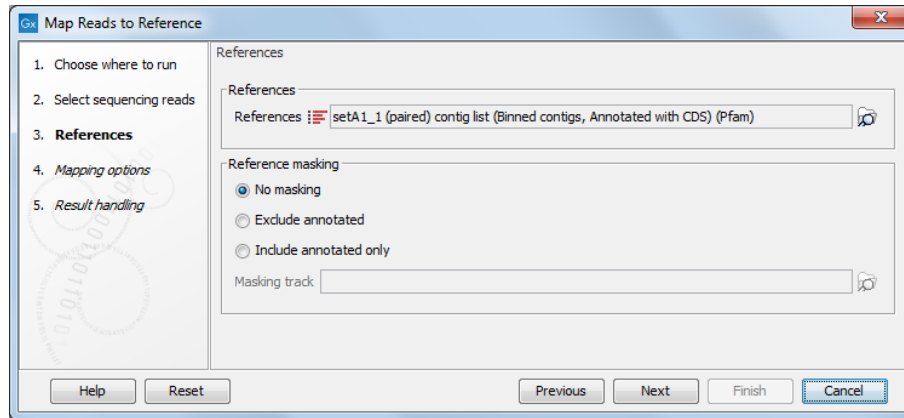 Gx Map Reads to Reference
1. Choose where to run
2. Select sequencing reads
3. References
4. Mapping options
5. Result handling
References
References
References setA1_1 (paired) contig list (Binned contigs, Annotated with CDS) (Pfam)
Reference masking
No masking
Exclude annotated
Include annotated only
Masking track
Help Reset Previous Next Finish Cancel